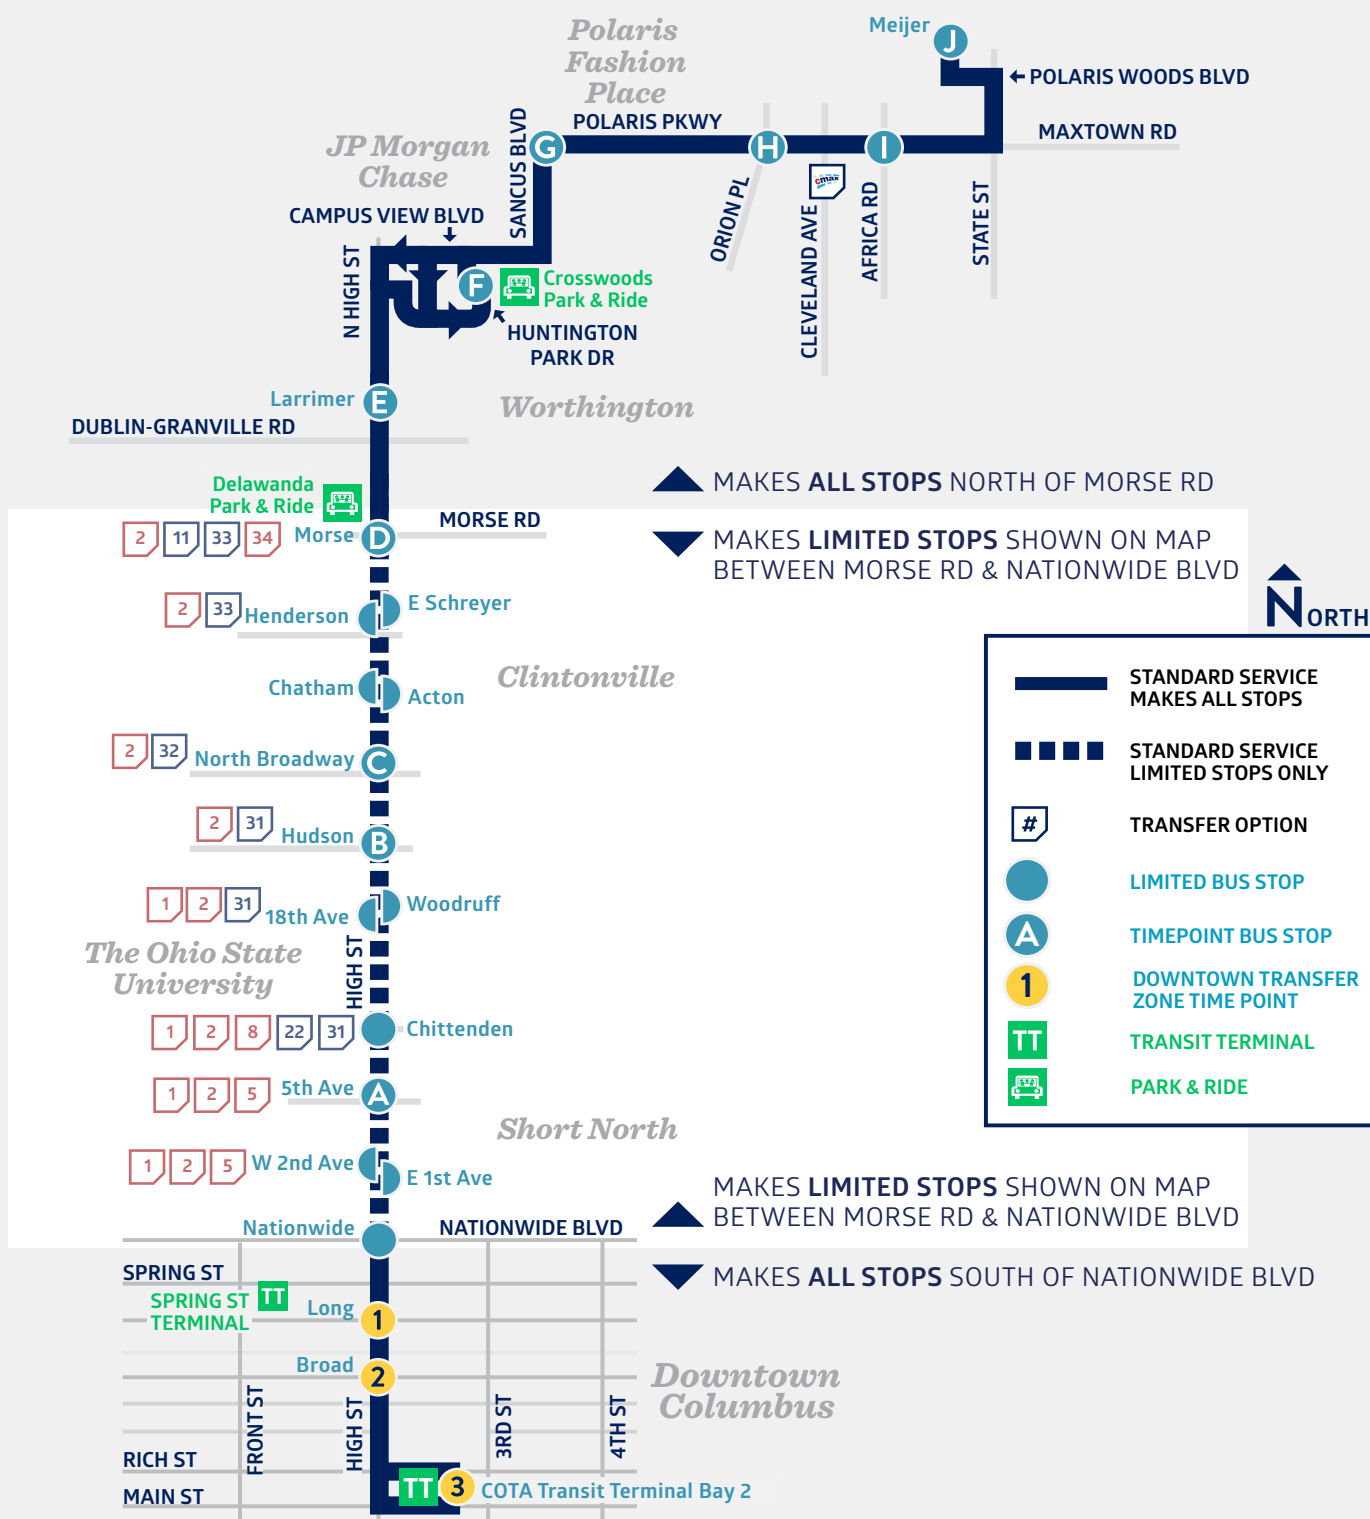 Polaris
Fashion
Place
Meijer
J
POLARIS WOODS BLVD
POLARIS PKWY
MAXTOWN RD
JP Morgan
Chase
SANCUS BLVD
G
H
I
cmax
ORION PL
CLEVELAND AVE
AFRICA RD
STATE ST
CAMPUS VIEW BLVD
N HIGH ST
F
Crosswoods
Park & Ride
HUNTINGTON
PARK DR
Larrimer
E
Worthington
DUBLIN-GRANVILLE RD
Delawanda
Park & Ride
MAKES ALL STOPS NORTH OF MORSE RD
2 11 33 34 Morse
D
MORSE RD
MAKES LIMITED STOPS SHOWN ON MAP
BETWEEN MORSE RD & NATIONWIDE BLVD
NORTH
2 33 Henderson
E Schreyer
Chatham
Acton
Clintonville
2 32 North Broadway
C
2 31 Hudson
B
1 2 31 18th Ave
Woodruff
The Ohio State
University
HIGH ST
1 2 8 22 31
Chittenden
1 2 5 5th Ave
A
Short North
1 2 5 W 2nd Ave
E 1st Ave
STANDARD SERVICE
MAKES ALL STOPS
STANDARD SERVICE
LIMITED STOPS ONLY
# TRANSFER OPTION
LIMITED BUS STOP
A TIMEPOINT BUS STOP
1 DOWNTOWN TRANSFER
ZONE TIME POINT
TT TRANSIT TERMINAL
PARK & RIDE
MAKES LIMITED STOPS SHOWN ON MAP
BETWEEN MORSE RD & NATIONWIDE BLVD
Nationwide
NATIONWIDE BLVD
MAKES ALL STOPS SOUTH OF NATIONWIDE BLVD
SPRING ST
SPRING ST
TERMINAL
TT
Long
1
Broad
2
Downtown
Columbus
FRONT ST
HIGH ST
3RD ST
4TH ST
RICH ST
MAIN ST
TT 3 COTA Transit Terminal Bay 2